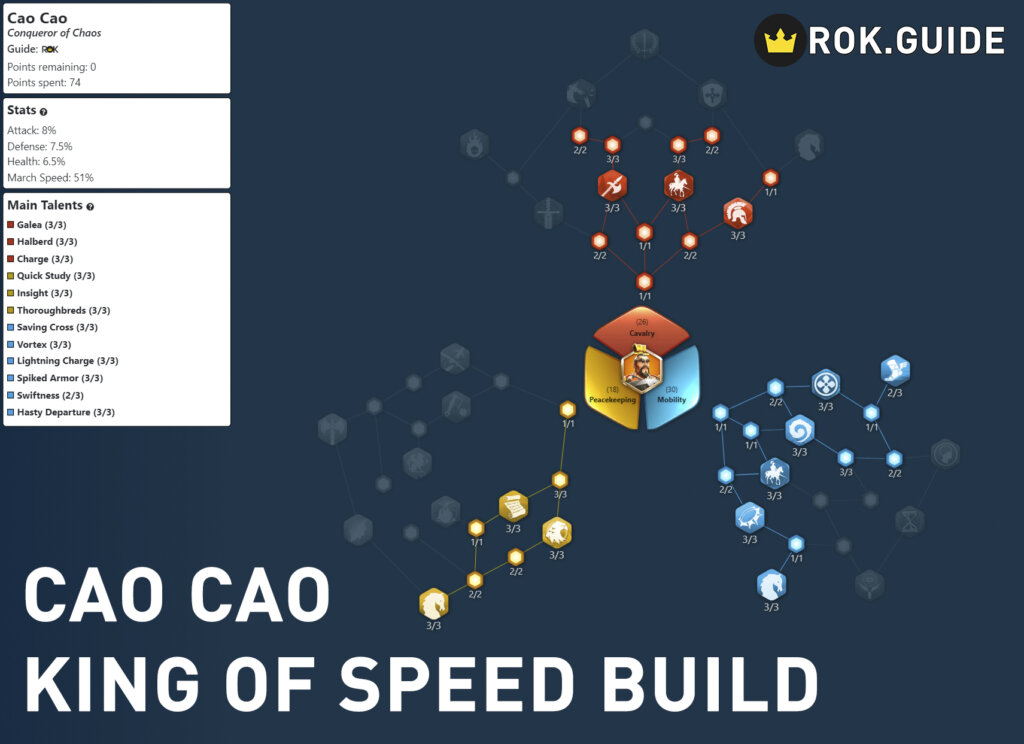 Cao Cao
Conqueror of Chaos
Guide: ROK
Points remaining: 0
Points spent: 74
Stats ?
Attack: 8%
Defense: 7.5%
Health: 6.5%
March Speed: 51%
Main Talents ?
Galea (3/3)
Halberd (3/3)
Charge (3/3)
Quick Study (3/3)
Insight (3/3)
Thoroughbreds (3/3)
Saving Cross (3/3)
Vortex (3/3)
Lightning Charge (3/3)
Spiked Armor (3/3)
Swiftness (2/3)
Hasty Departure (3/3)
ROK.GUIDE
2/2 3/3 3/3 2/2
3/3 3/3 1/1
2/2 1/1 2/2 3/3
1/1
(26)
Cavalry
(18)
Peacekeeping
(30)
Mobility
1/1
3/3
3/3
1/1 3/3
2/2
2/2
3/3
2/2 3/3 2/3
1/1 1/1 1/1
3/3
3/3 2/2
2/2 3/3
3/3
1/1
3/3
CAO CAO
KING OF SPEED BUILD